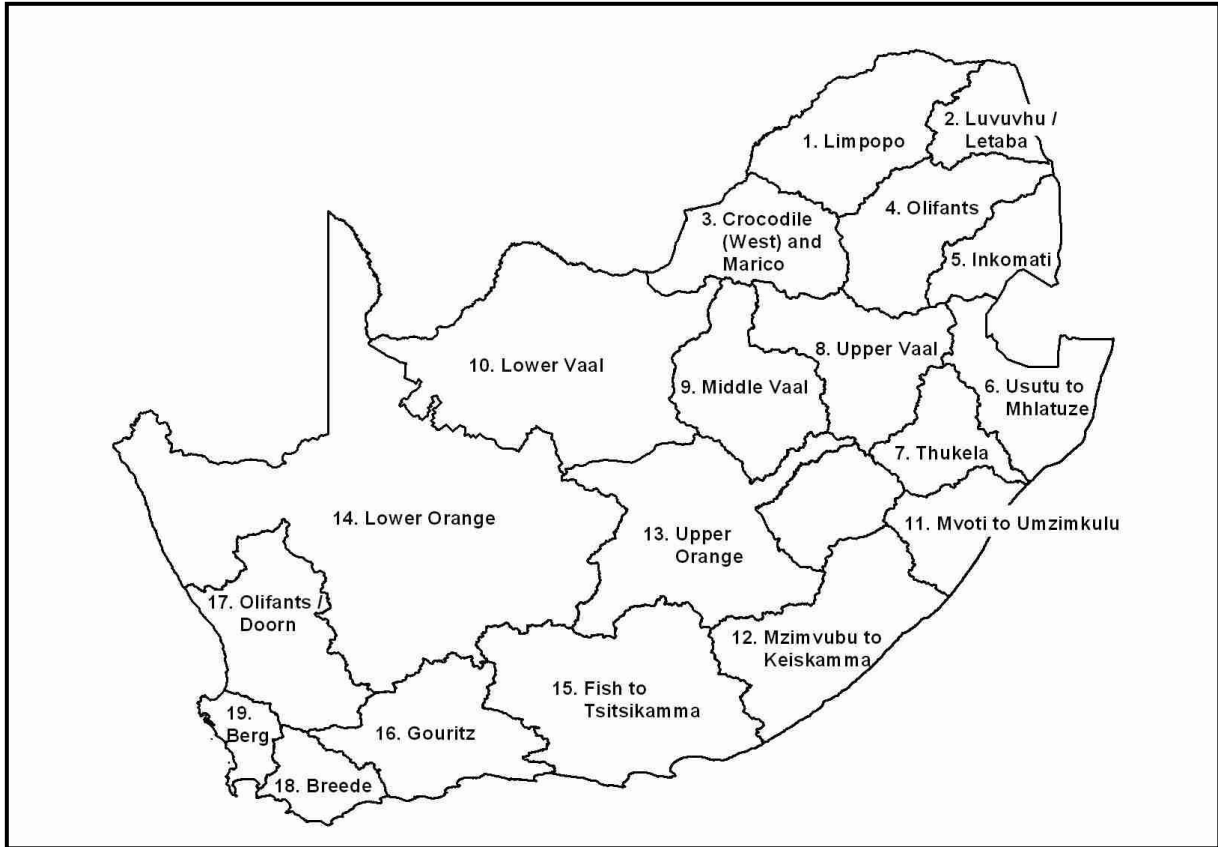 1. Limpopo
2. Luvuvhu /
Letaba
3. Crocodile
(West) and
Marico
4. Olifants
5. Inkomati
6. Usutu to
Mhlatuze
7. Thukela
8. Upper Vaal
9. Middle Vaal
10. Lower Vaal
11. Mvoti to Umzimkulu
12. Mzimvubu to
Keiskamma
13. Upper
Orange
14. Lower Orange
15. Fish to
Tsitsikamma
16. Gouritz
17. Olifants /
Doorn
18. Breede
19.
Berg